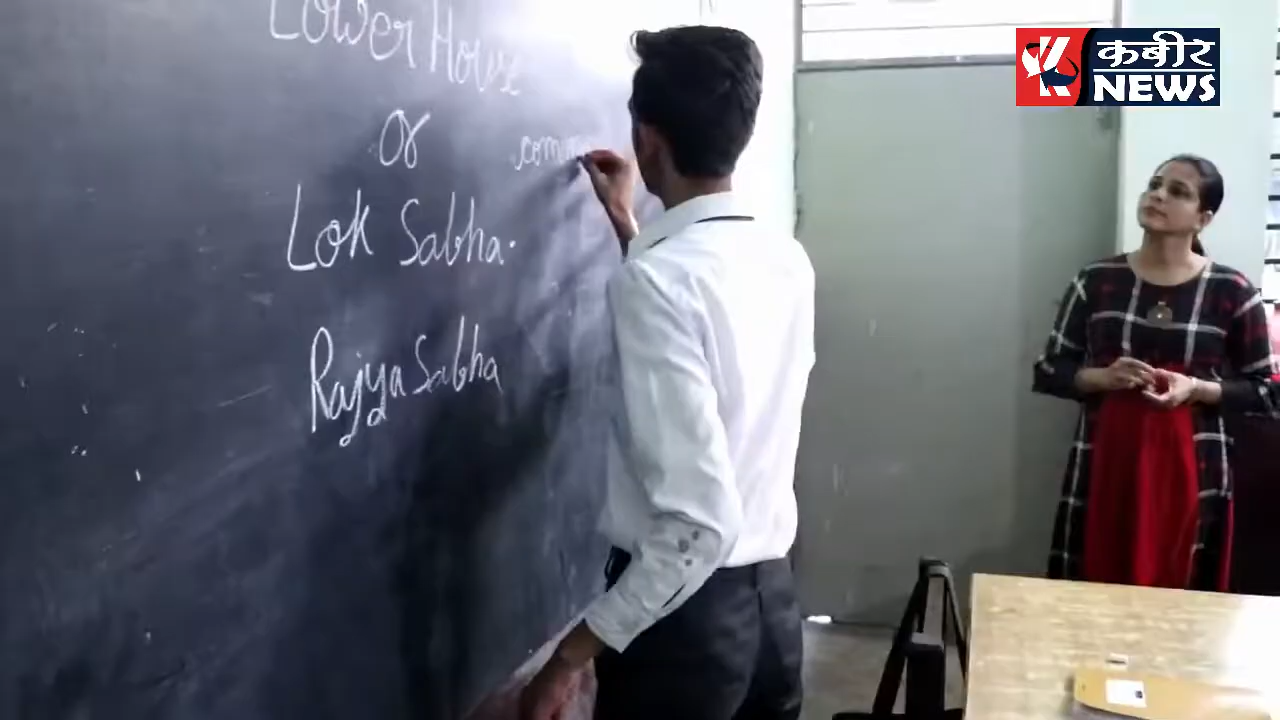 Lower House
or
Lok Sabha.
Rajya Sabha
कबीर
NEWS